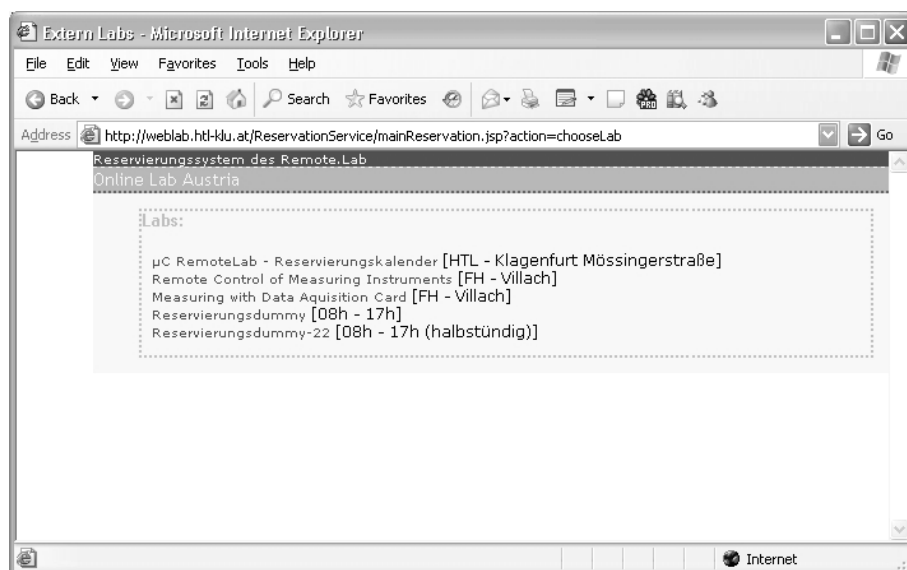 Extern Labs - Microsoft Internet Explorer
File Edit View Favorites Tools Help
Back Search Favorites PRO
Address http://weblab.htl-klu.at/ReservationService/mainReservation.jsp?action=chooseLab Go
Reservierungssystem des Remote.Lab
Online Lab Austria
Labs:
µC RemoteLab - Reservierungskalender [HTL - Klagenfurt Mössingerstraße]
Remote Control of Measuring Instruments [FH - Villach]
Measuring with Data Aquisition Card [FH - Villach]
Reservierungsdummy [08h - 17h]
Reservierungsdummy-22 [08h - 17h (halbstündig)]
Internet